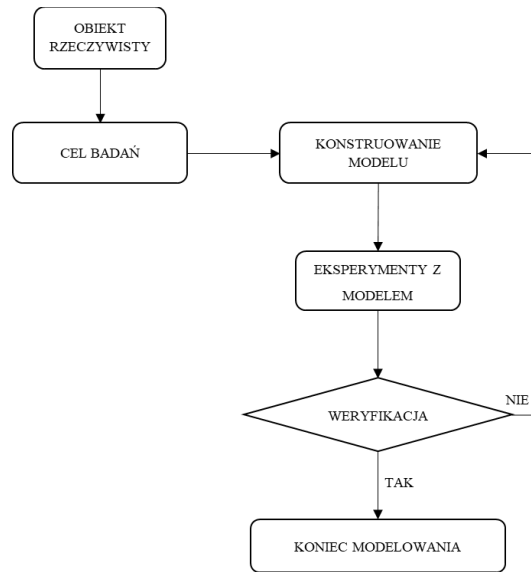 OBIEKT
RZECZYWISTY
CEL BADAŃ
KONSTRUOWANIE
MODELU
EKSPERYMENTY Z
MODELEM
WERYFIKACJA
NIE
TAK
KONIEC MODELOWANIA